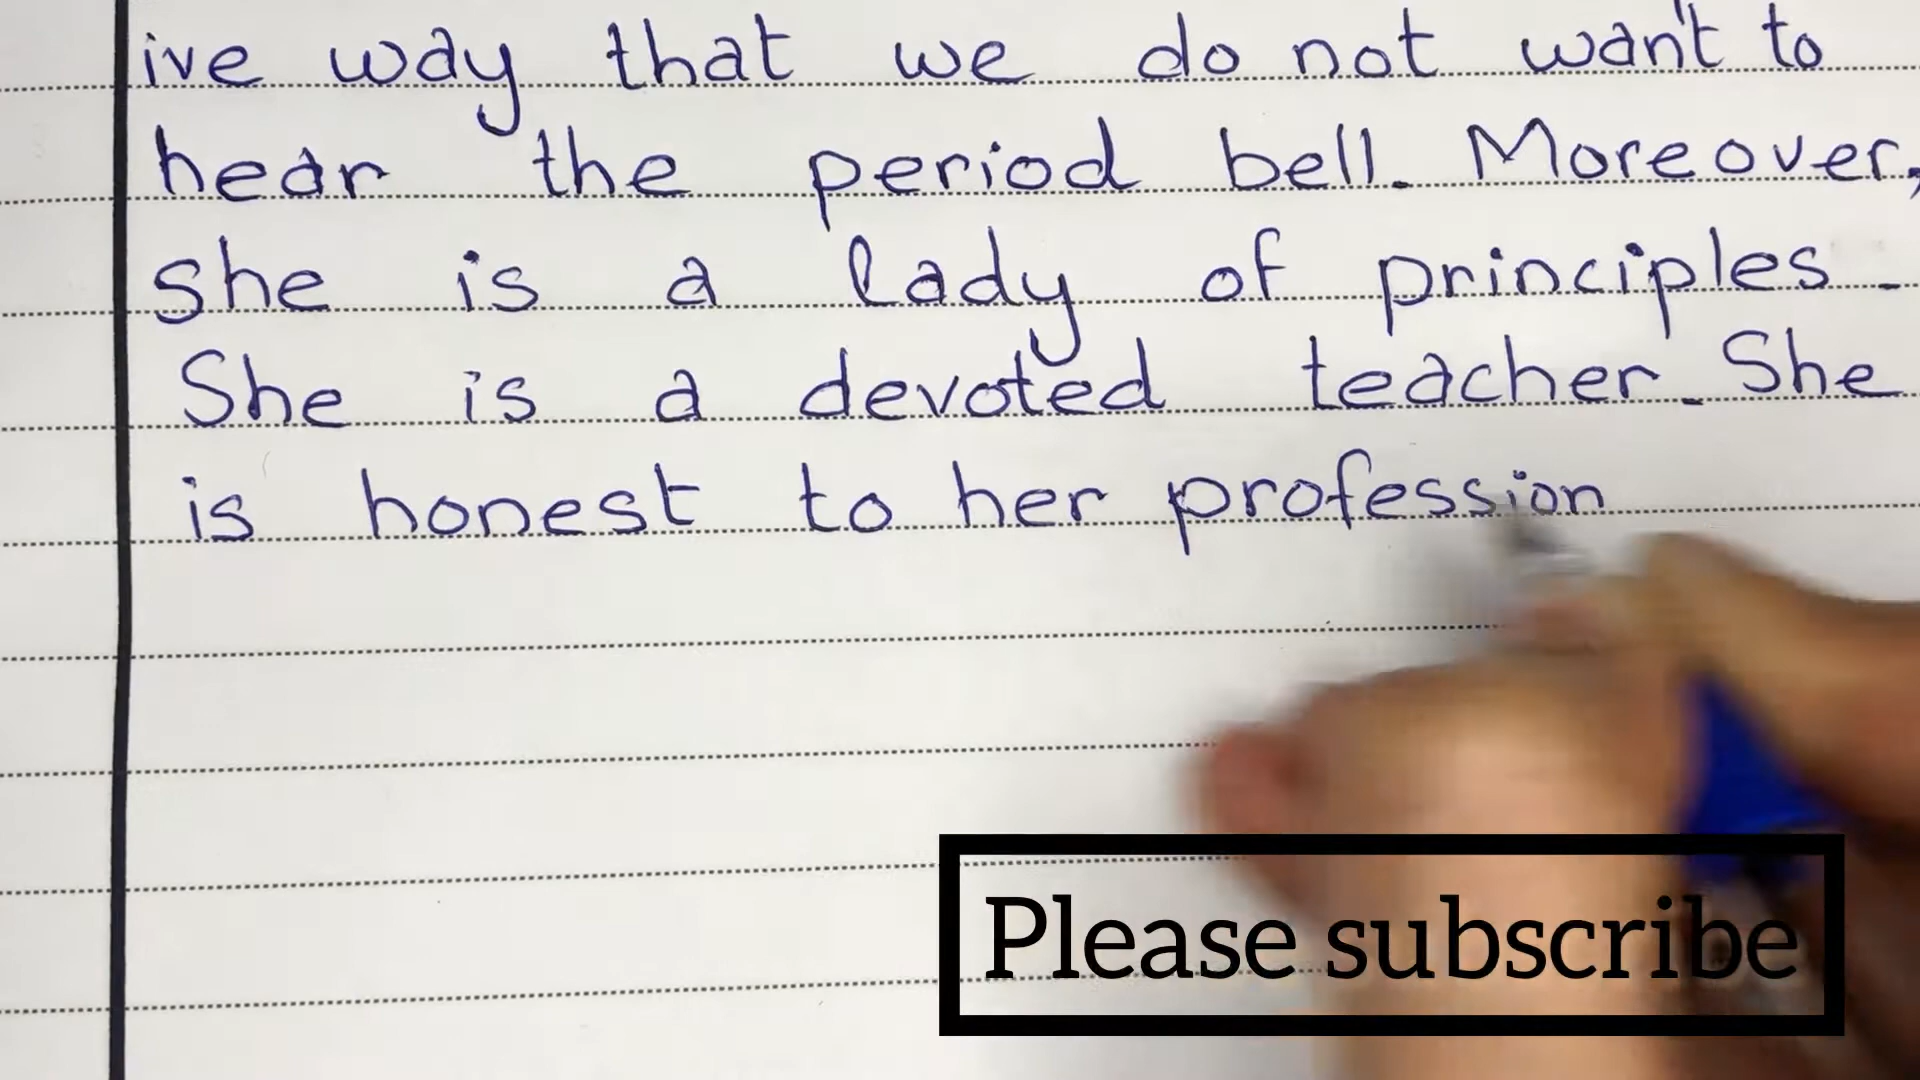 ive way that we do not wan't to
hear the period bell. Moreover,
she is a lady of principles.
She is a devoted teacher. She
is honest to her profession
Please subscribe